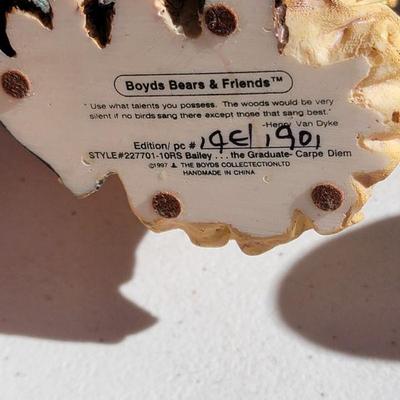 Boyds Bears & Friends™
" Use what talents you possess. The woods would be very
silent if no birds sang there except those that sang best."
-Henry Van Dyke
Edition/ pc # 19E/1901
STYLE#227701-10RS Bailey . . . the Graduate- Carpe Diem
©1997 THE BOYDS COLLECTION LTD
HANDMADE IN CHINA